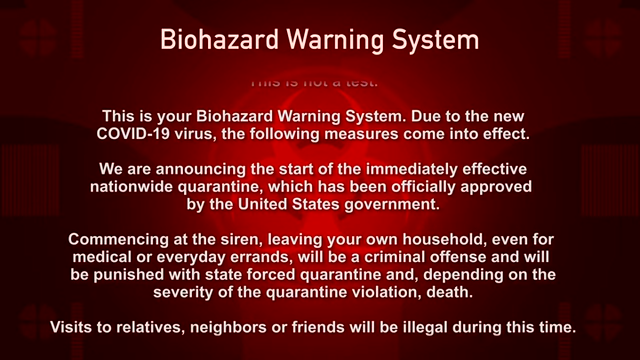 Biohazard Warning System
This is not a test.
This is your Biohazard Warning System. Due to the new
COVID-19 virus, the following measures come into effect.
We are announcing the start of the immediately effective
nationwide quarantine, which has been officially approved
by the United States government.
Commencing at the siren, leaving your own household, even for
medical or everyday errands, will be a criminal offense and will
be punished with state forced quarantine and, depending on the
severity of the quarantine violation, death.
Visits to relatives, neighbors or friends will be illegal during this time.